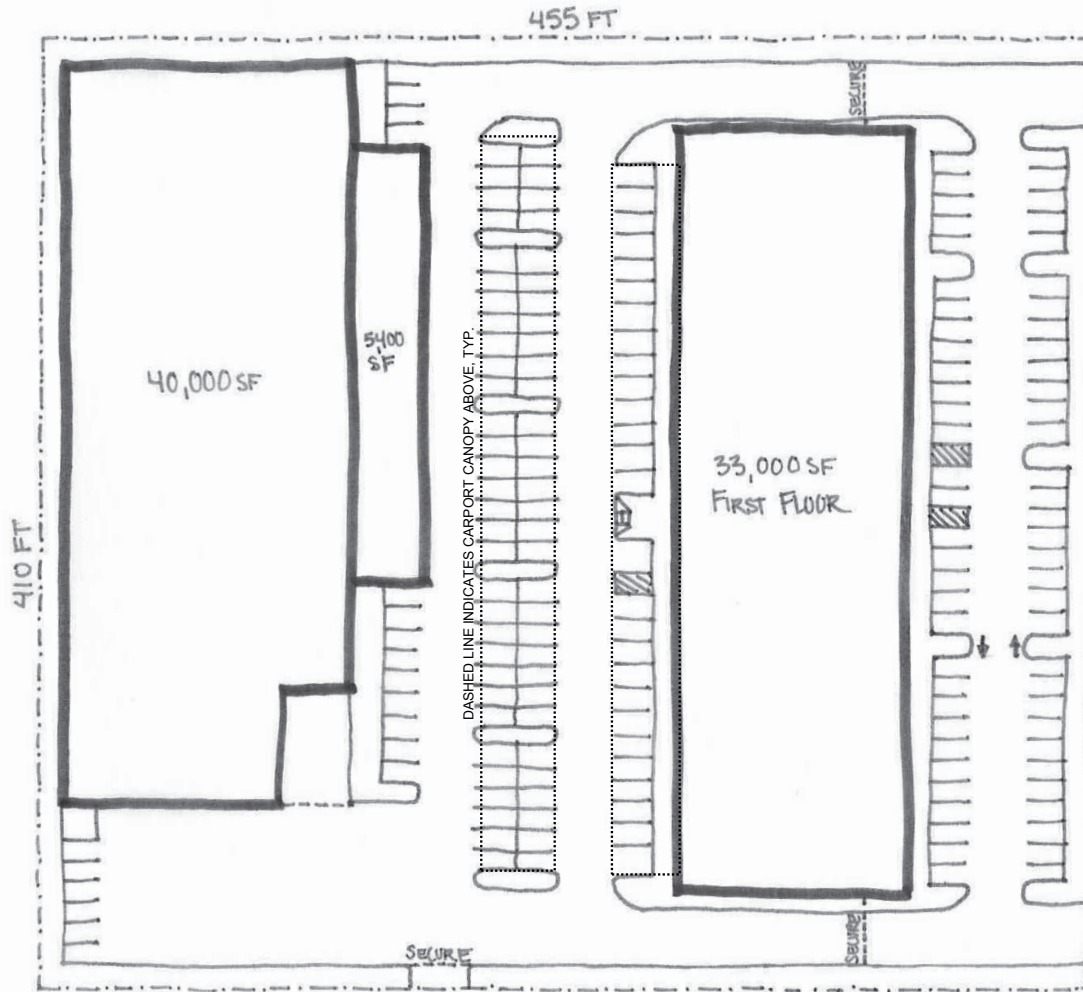 455 FT
SECURE
5400
SF
40,000 SF
DASHED LINE INDICATES CARPORT CANOPY ABOVE, TYP.
33,000 SF
FIRST FLOOR
410 FT
SECURE
SECURE